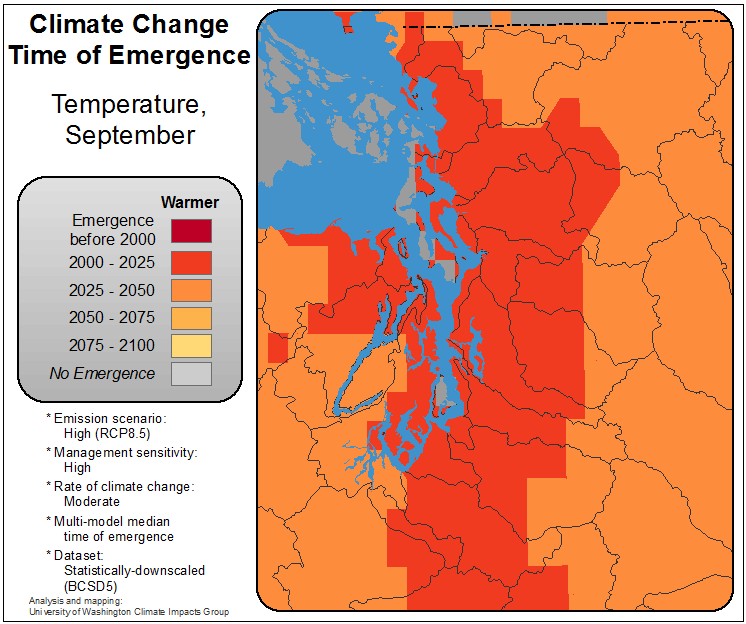 Climate Change
Time of Emergence
Temperature,
September
Warmer
Emergence
before 2000
2000 - 2025
2025 - 2050
2050 - 2075
2075 - 2100
No Emergence
* Emission scenario:
High (RCP8.5)
* Management sensitivity:
High
* Rate of climate change:
Moderate
* Multi-model median
time of emergence
* Dataset:
Statistically-downscaled
(BCSD5)
Analysis and mapping:
University of Washington Climate Impacts Group